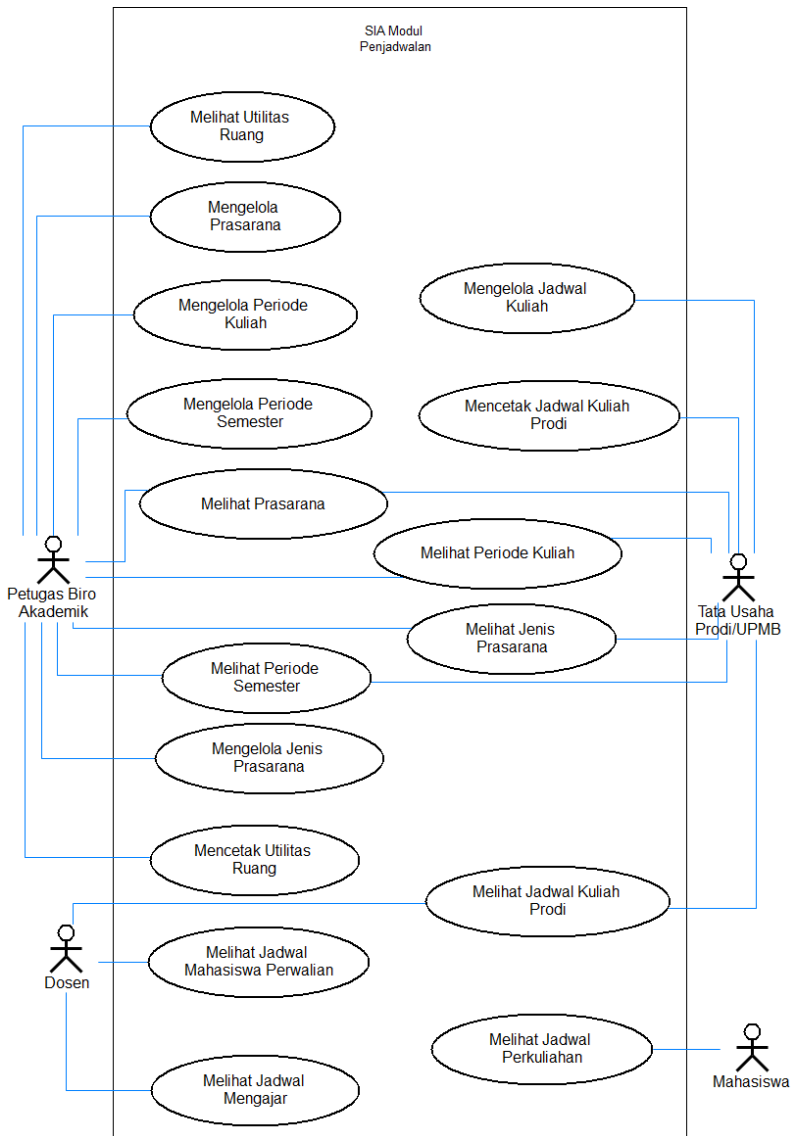 SIA Modul
Penjadwalan
Melihat Utilitas
Ruang
Mengelola
Prasarana
Mengelola Periode
Kuliah
Mengelola Jadwal
Kuliah
Mengelola Periode
Semester
Mencetak Jadwal Kuliah
Prodi
Melihat Prasarana
Melihat Periode Kuliah
Petugas Biro
Akademik
Tata Usaha
Prodi/UPMB
Melihat Jenis
Prasarana
Melihat Periode
Semester
Mengelola Jenis
Prasarana
Mencetak Utilitas
Ruang
Melihat Jadwal Kuliah
Prodi
Dosen
Melihat Jadwal
Mahasiswa Perwalian
Melihat Jadwal
Perkuliahan
Mahasiswa
Melihat Jadwal
Mengajar